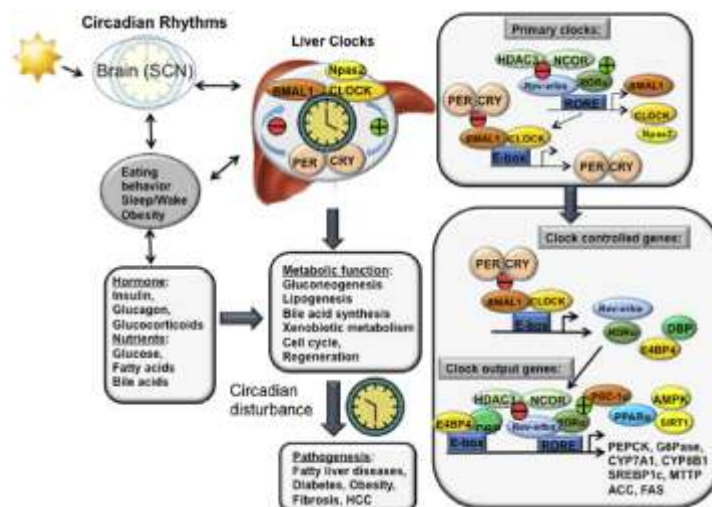 Circadian Rhythms
Brain (SCN)
Eating
behavior
Sleep/Wake
Obesity
Hormone:
Insulin,
Glucagon,
Glucocorticoids
Nutrients:
Glucose,
Fatty acids
Bile acids
Liver Clocks
Npas2
BMAL1 CLOCK
PER CRY
Metabolic function:
Gluconeogenesis
Lipogenesis
Bile acid synthesis
Xenobiotic metabolism
Cell cycle,
Regeneration
Circadian
disturbance
Pathogenesis:
Fatty liver diseases,
Diabetes, Obesity,
Fibrosis, HCC
Primary clocks:
HDAC3 NCOR
Rev-erbα RORα
RORE
BMAL1
CLOCK
Npas2
PER CRY
BMAL1 CLOCK
E-box
PER CRY
Clock controlled genes:
PER CRY
BMAL1 CLOCK
E-box
Rev-erbα
RORα
DBP
E4BP4
Clock output genes:
HDAC3 NCOR
PGC-1α
AMPK
PPARα
SIRT1
E4BP4
Rev-erbα RORα
E-box
RORE
PEPCK, G6Pase,
CYP7A1, CYP8B1
SREBP1c, MTTP
ACC, FAS